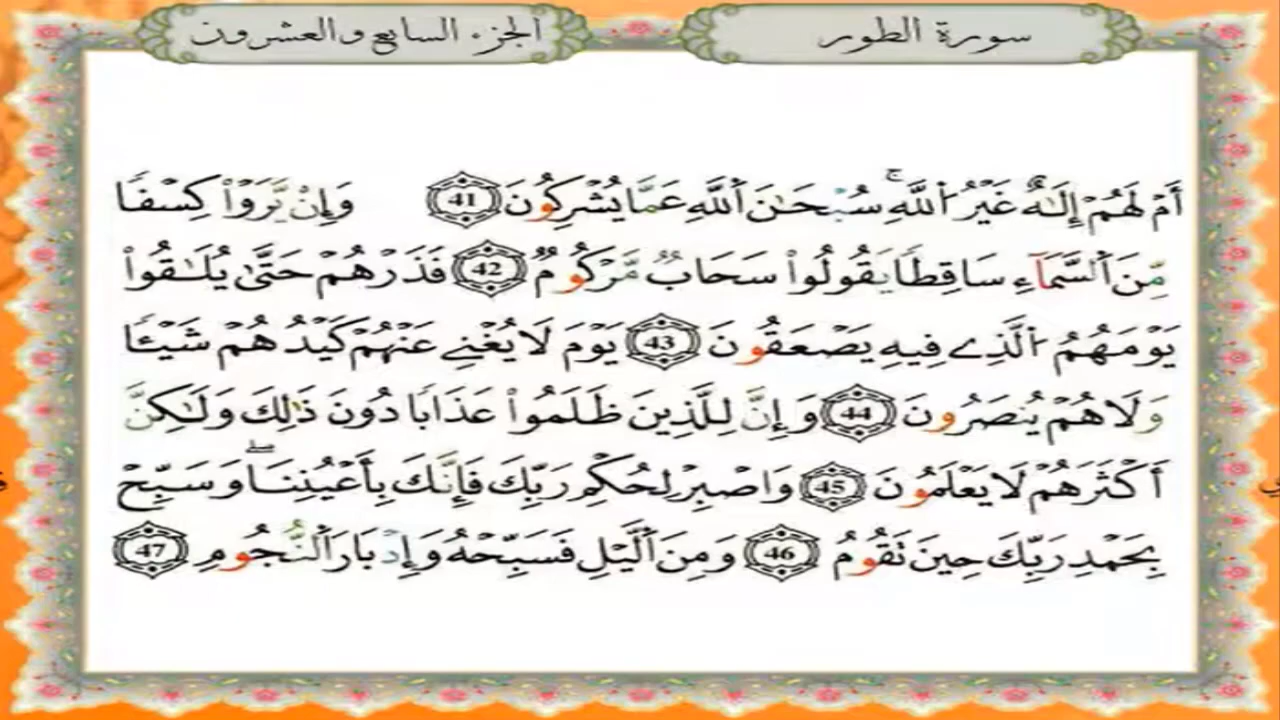 سورة الطور
الجزء السابع والعشرون
أَمْ لَهُمْ إِلَٰهٌ غَيْرُ ٱللَّهِۚ سُبْحَٰنَ ٱللَّهِ عَمَّا يُشْرِكُونَ 41 وَإِنْ يَّرَوْا۟ كِسْفًا
مِّنَ ٱلسَّمَآءِ سَاقِطًا يَقُولُوا۟ سَحَابٌ مَّرْكُومٌ 42 فَذَرْهُمْ حَتَّىٰ يُلَٰقُوا۟
يَوْمَهُمُ ٱلَّذِے فِيهِ يَصْعَقُونَ 43 يَوْمَ لَا يُغْنِے عَنْهُمْ كَيْدُهُمْ شَيْـًٔا
وَلَا هُمْ يُنصَرُونَ 44 وَإِنَّ لِلَّذِينَ ظَلَمُوا۟ عَذَابًا دُونَ ذَٰلِكَ وَلَٰكِنَّ
أَكْثَرَهُمْ لَا يَعْلَمُونَ 45 وَاصْبِرْ لِحُكْمِ رَبِّكَ فَإِنَّكَ بِأَعْيُنِنَاۖ وَسَبِّحْ
بِحَمْدِ رَبِّكَ حِينَ تَقُومُ 46 وَمِنَ ٱلَّيْلِ فَسَبِّحْهُ وَإِدْبَارَ ٱلنُّجُومِ 47